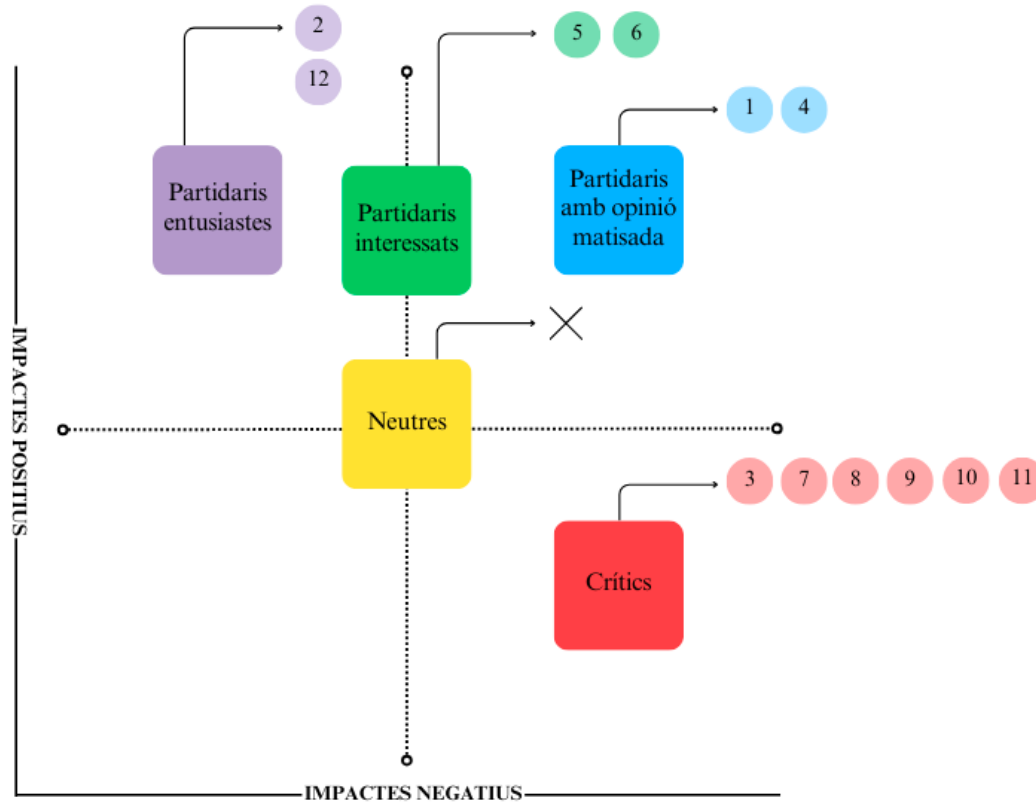 2
12
5 6
1 4
Partidaris
entusiastes
Partidaris
interessats
Partidaris
amb opinió
matisada
IMPACTES POSITIUS
Neutres
3 7 8 9 10 11
Crítics
IMPACTES NEGATIUS